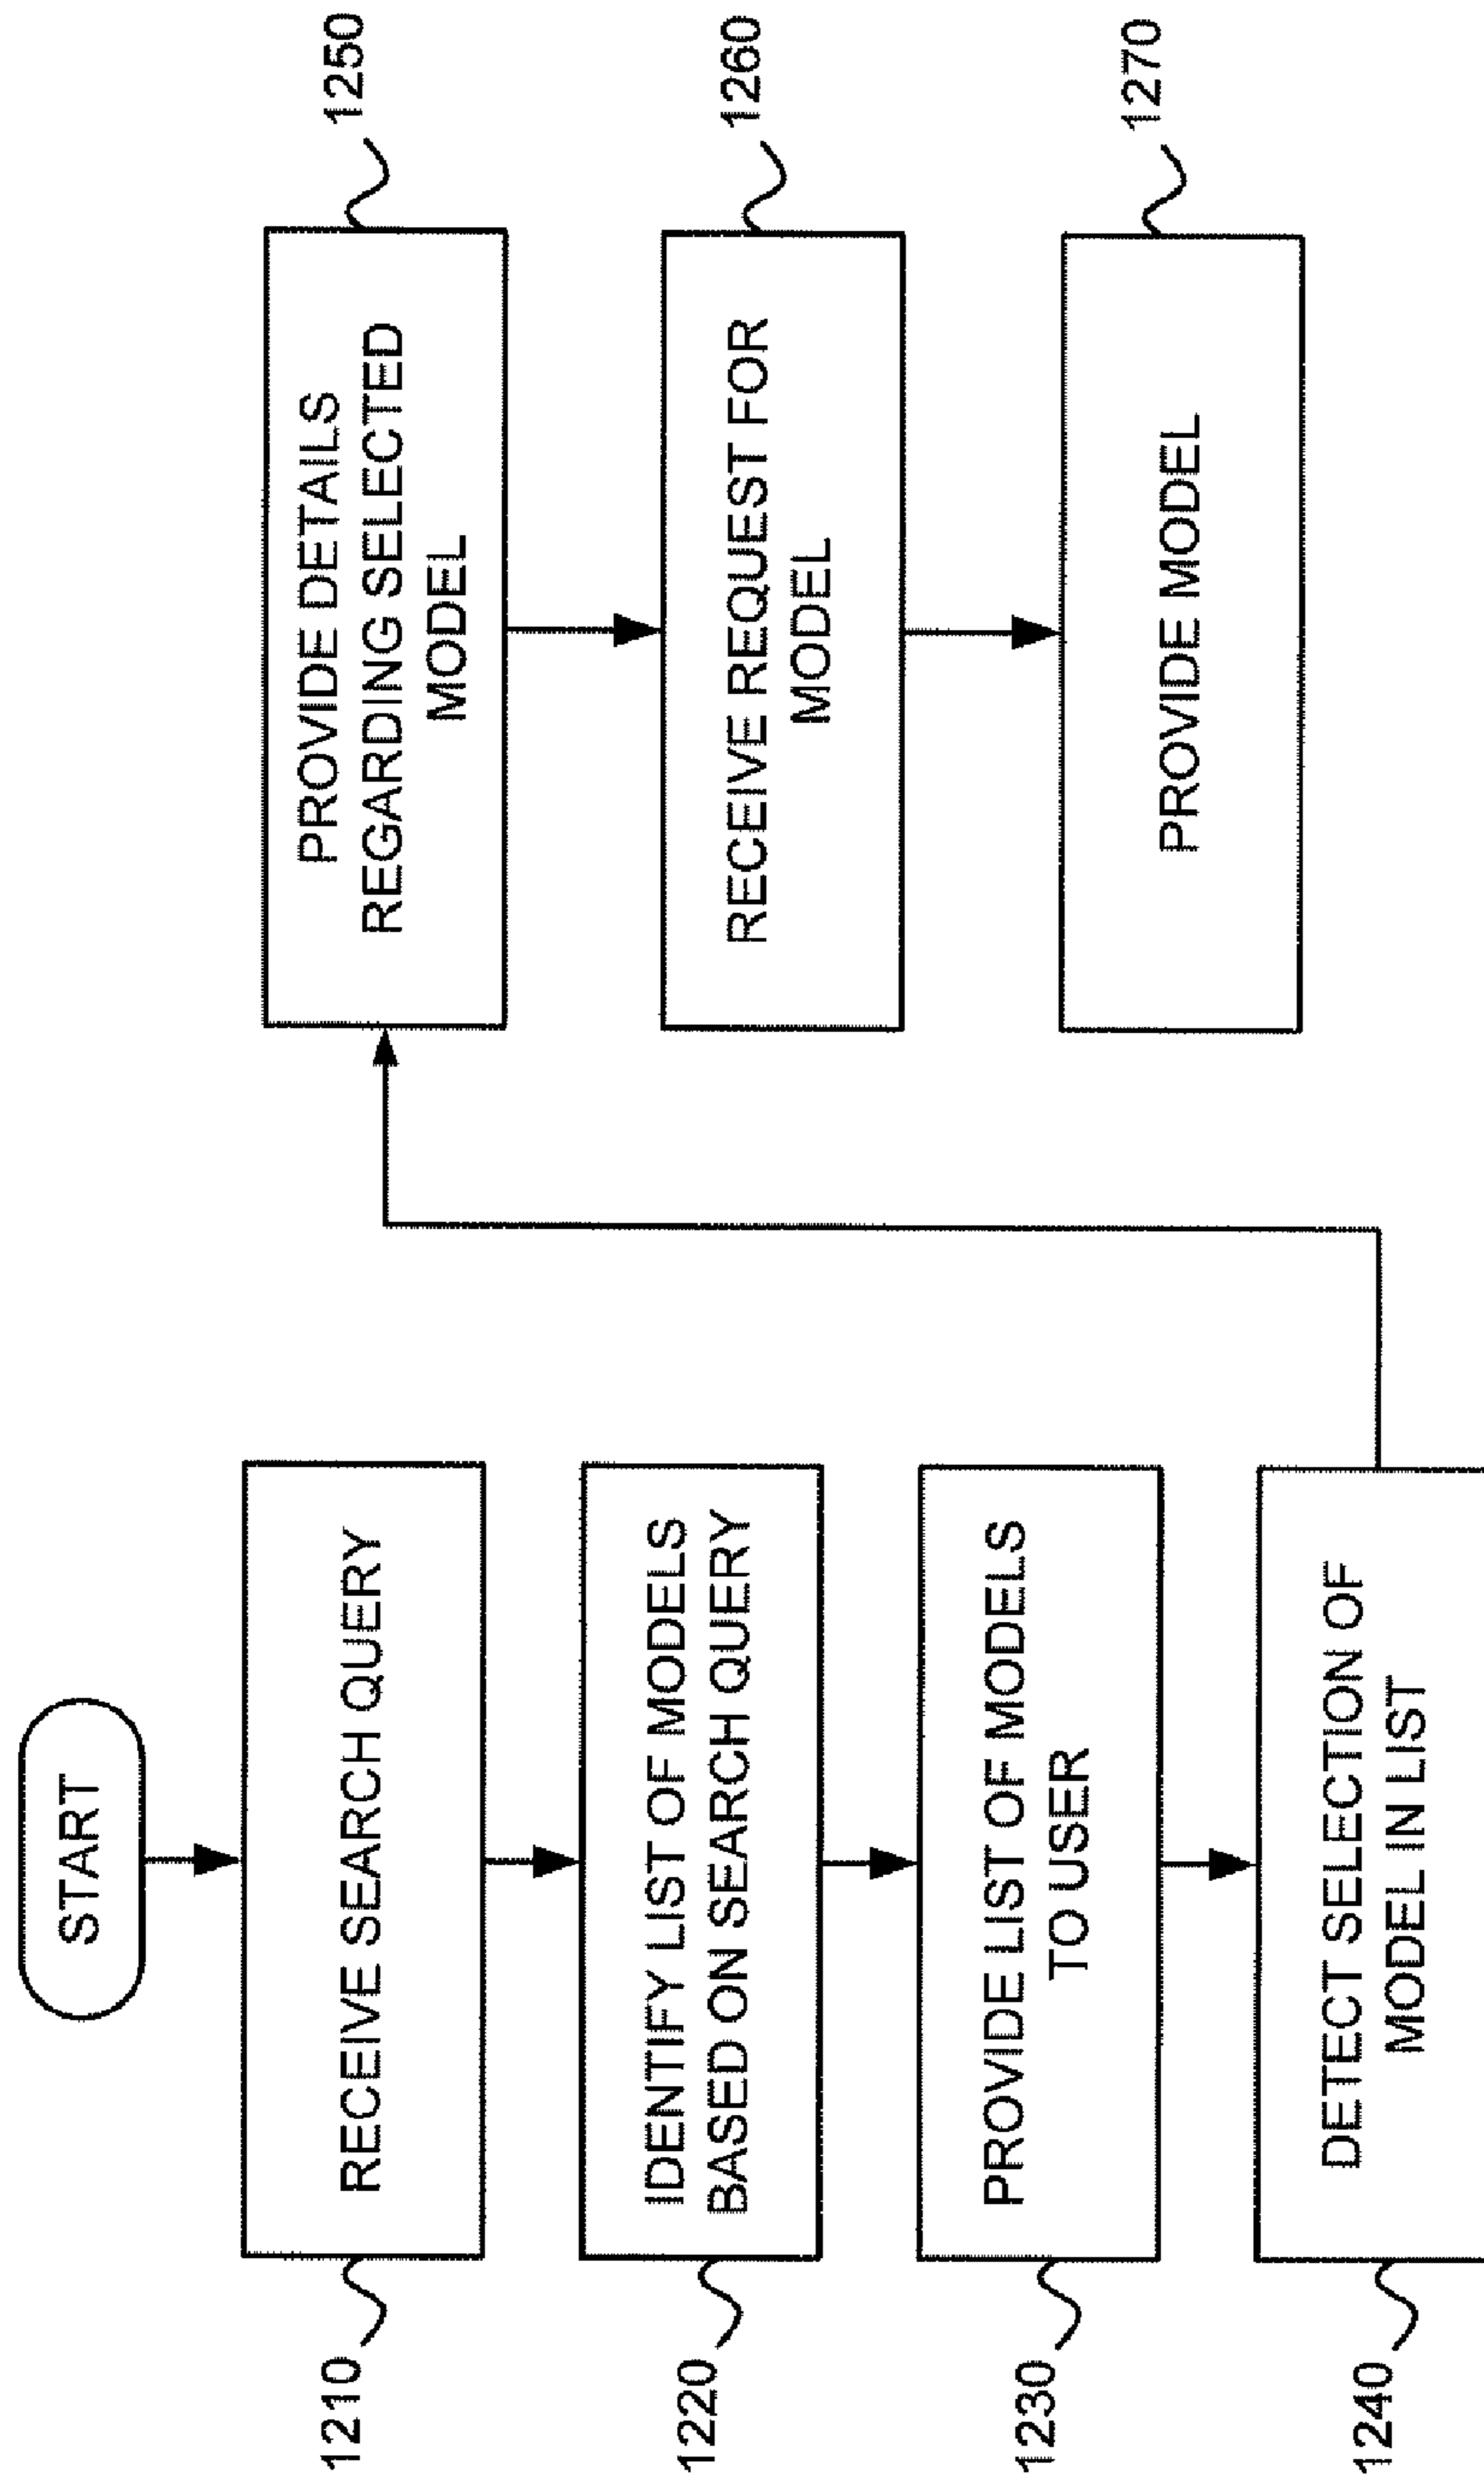 START
RECEIVE SEARCH QUERY
1210
IDENTIFY LIST OF MODELS
BASED ON SEARCH QUERY
1220
PROVIDE LIST OF MODELS
TO USER
1230
DETECT SELECTION OF
MODEL IN LIST
1240
PROVIDE DETAILS
REGARDING SELECTED
MODEL
1250
RECEIVE REQUEST FOR
MODEL
1260
PROVIDE MODEL
1270